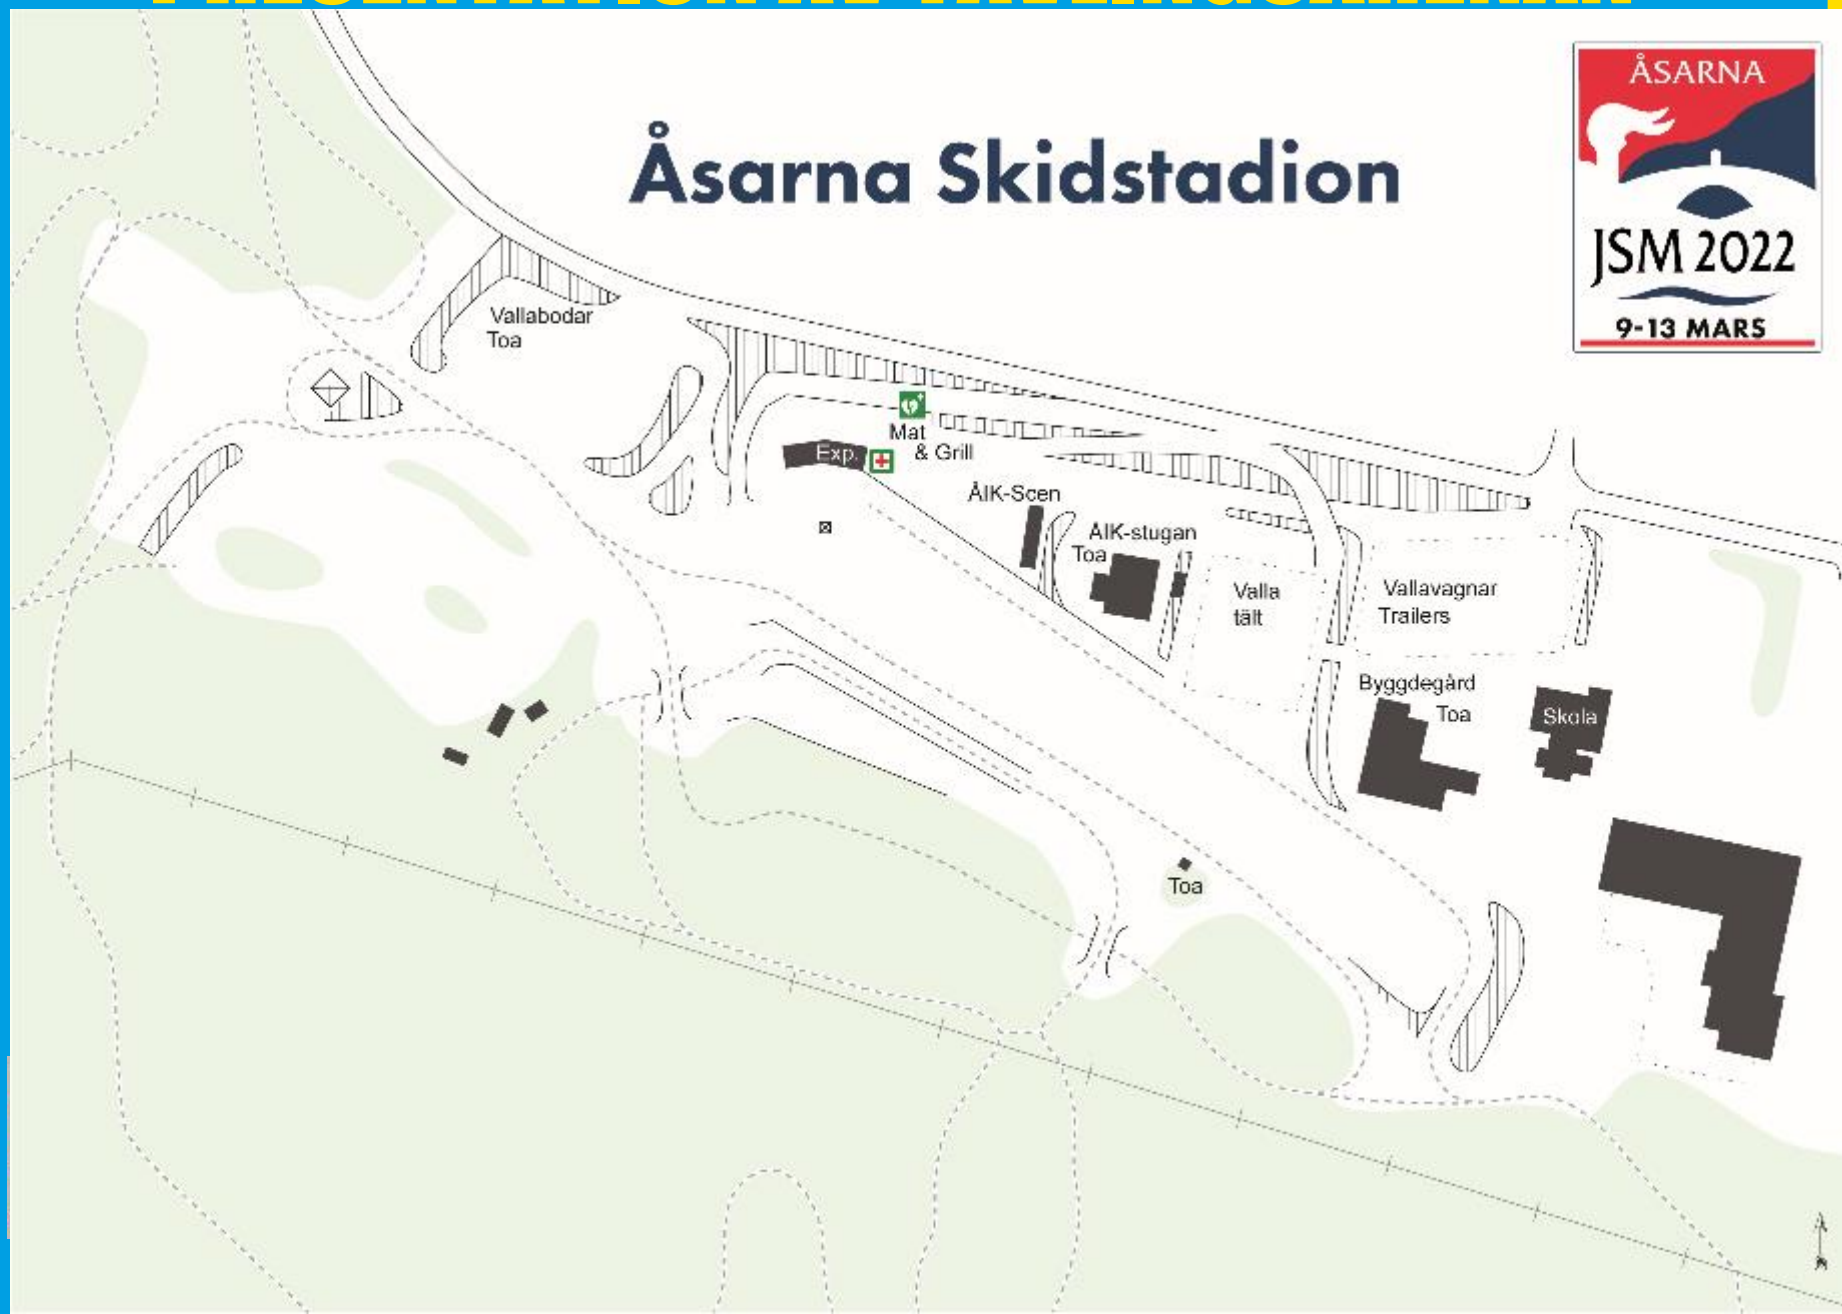 Åsarna Skidstadion
ÅSARNA
JSM 2022
9-13 MARS
Vallabodar
Toa
Mat
& Grill
Exp.
ÅIK-Scen
ÅIK-stugan
Toa
Valla
tält
Vallavagnar
Trailers
Byggdegård
Toa
Skola
Toa